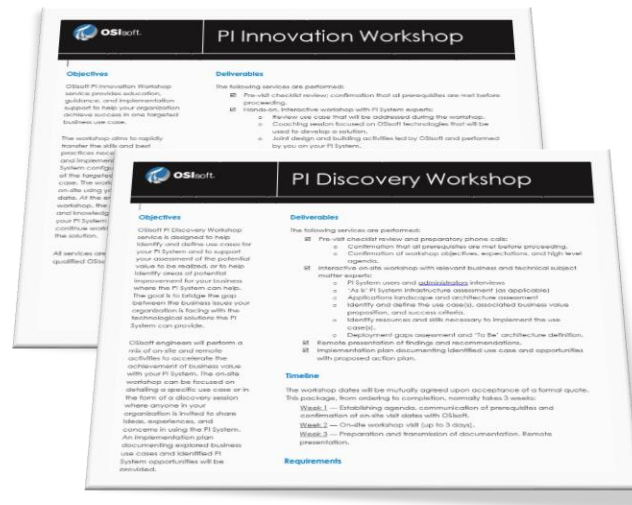 OSIsoft.
PI Innovation Workshop
Objectives
OSIsoft PI Innovation Workshop
service provides education,
guidance, and implementation
support to help your organization
achieve success in one targeted
business use case.
The workshop aims to rapidly
transfer the skills and best
practices
and implement
System
of the targeted
case. The
on-site using
data. At the
workshop, the
and knowledge
your PI System
continue
the solution.
All services are
qualified
Deliverables
The following services are performed:
☑ Pre-visit checklist review; confirmation that all prerequisites are met before
proceeding.
☑ Hands-on, interactive workshop with PI System experts:
o Review use case that will be addressed during the workshop.
o Coaching session focused on OSIsoft technologies that will be
used to develop a solution.
o Joint design and building activities led by OSIsoft and performed
by you on your PI System.
OSIsoft.
PI Discovery Workshop
Objectives
OSIsoft PI Discovery Workshop
service is designed to help
identify and define use cases for
your PI System and to support
your assessment of the potential
value to be realized, or to help
identify areas of potential
improvement for your business
where the PI System can help.
The goal is to bridge the gap
between the business issues your
organization is facing with the
technological solutions the PI
System can provide.
OSIsoft engineers will perform a
mix of on-site and remote
activities to accelerate the
achievement of business value
with your PI System. The on-site
workshop can be focused on
detailing a specific use case or in
the form of a discovery session
where anyone in your
organization is invited to share
ideas, experiences, and
concerns in using the PI System.
An implementation plan
documenting explored business
use cases and identified PI
System opportunities will be
provided.
Deliverables
The following services are performed:
☑ Pre-visit checklist review and preparatory phone calls:
o Confirmation that all prerequisites are met before proceeding.
o Confirmation of workshop objectives, expectations, and high level
agenda.
☑ Interactive on-site workshop with relevant business and technical subject
matter experts:
o PI System users and administrators interviews
o 'As is' PI System infrastructure assessment (as applicable)
o Applications landscape and architecture assessment
o Identify and define the use case(s), associated business value
proposition, and success criteria.
o Identify resources and skills necessary to implement the use
case(s).
o Deployment gaps assessment and 'To Be' architecture definition.
☑ Remote presentation of findings and recommendations.
☑ Implementation plan documenting identified use case and opportunities
with proposed action plan.
Timeline
The workshop dates will be mutually agreed upon acceptance of a formal quote.
This package, from ordering to completion, normally takes 3 weeks:
Week 1 — Establishing agenda, communication of prerequisites and
confirmation of on-site visit dates with OSIsoft.
Week 2 — On-site workshop visit (up to 3 days).
Week 3 — Preparation and transmission of documentation. Remote
presentation.
Requirements